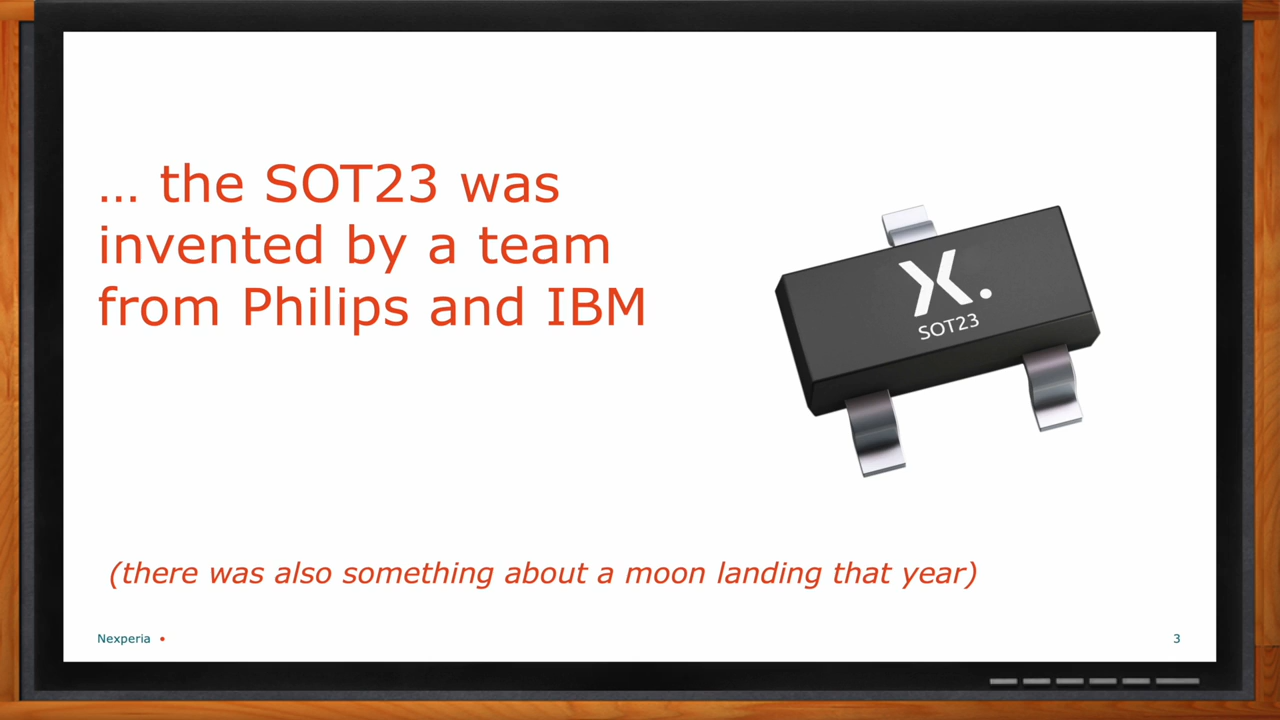 … the SOT23 was
invented by a team
from Philips and IBM
X.
SOT23
(there was also something about a moon landing that year)
Nexperia •
3